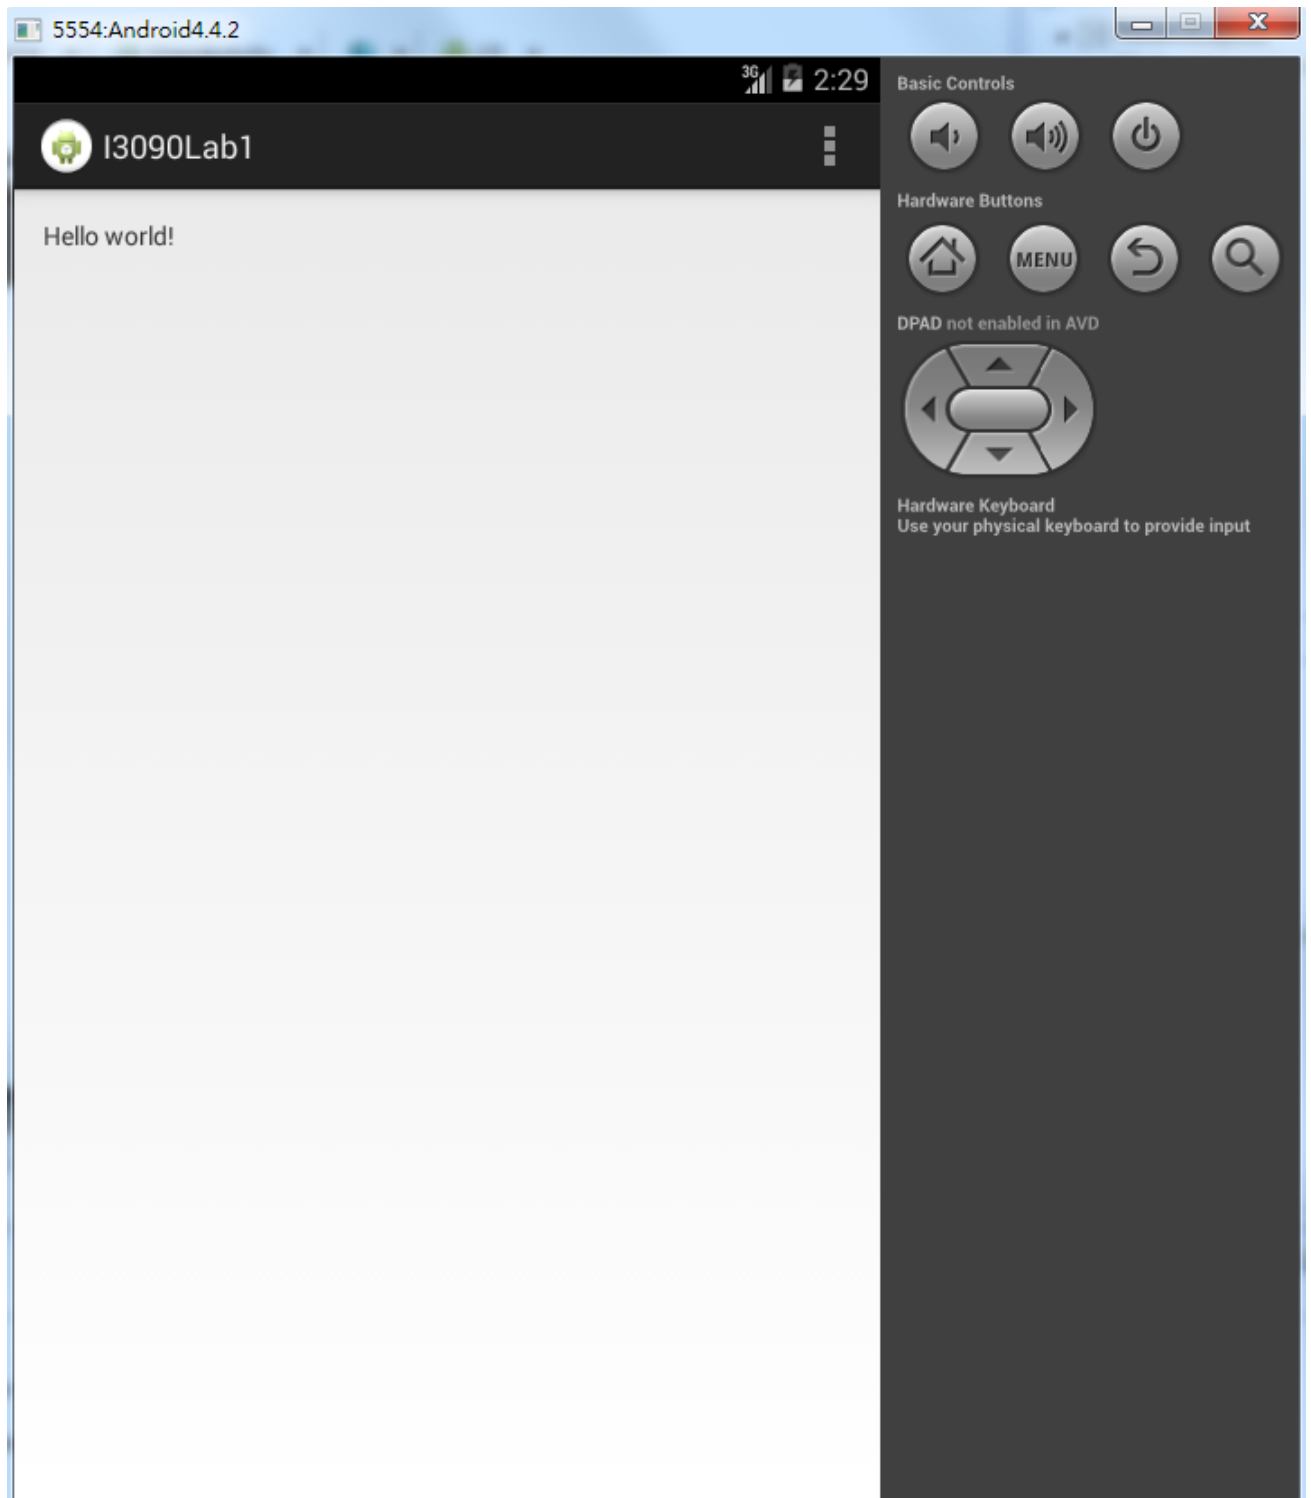 5554:Android4.4.2
3G 2:29
I3090Lab1
Hello world!
Basic Controls
Hardware Buttons
MENU
DPAD not enabled in AVD
Hardware Keyboard
Use your physical keyboard to provide input